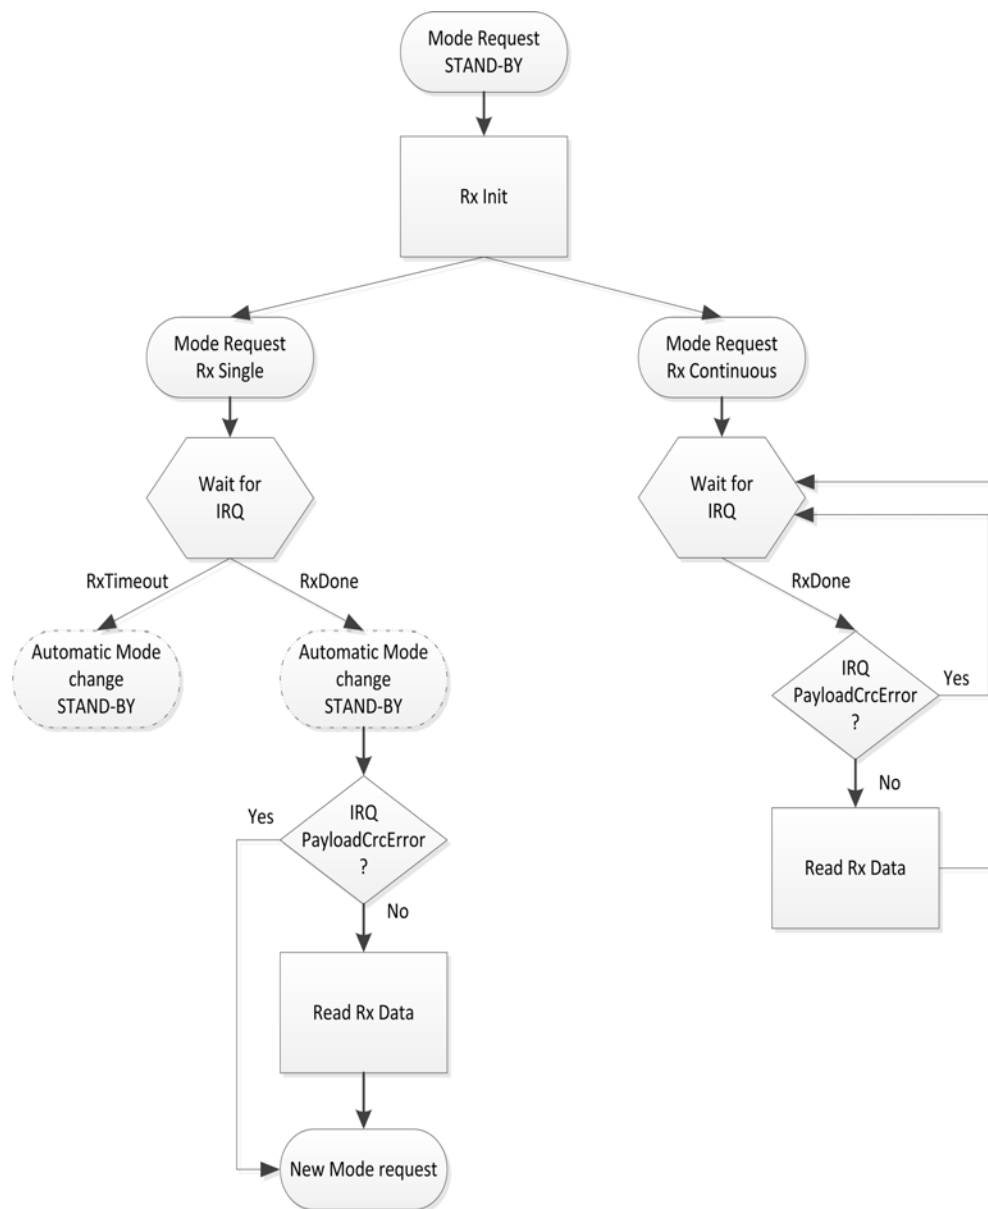 Mode Request
STAND-BY
Rx Init
Mode Request
Rx Single
Mode Request
Rx Continuous
Wait for
IRQ
Wait for
IRQ
RxTimeout
RxDone
RxDone
Automatic Mode
change
STAND-BY
Automatic Mode
change
STAND-BY
IRQ
PayloadCrcError
?
Yes
No
Read Rx Data
Yes
IRQ
PayloadCrcError
?
No
Read Rx Data
New Mode request